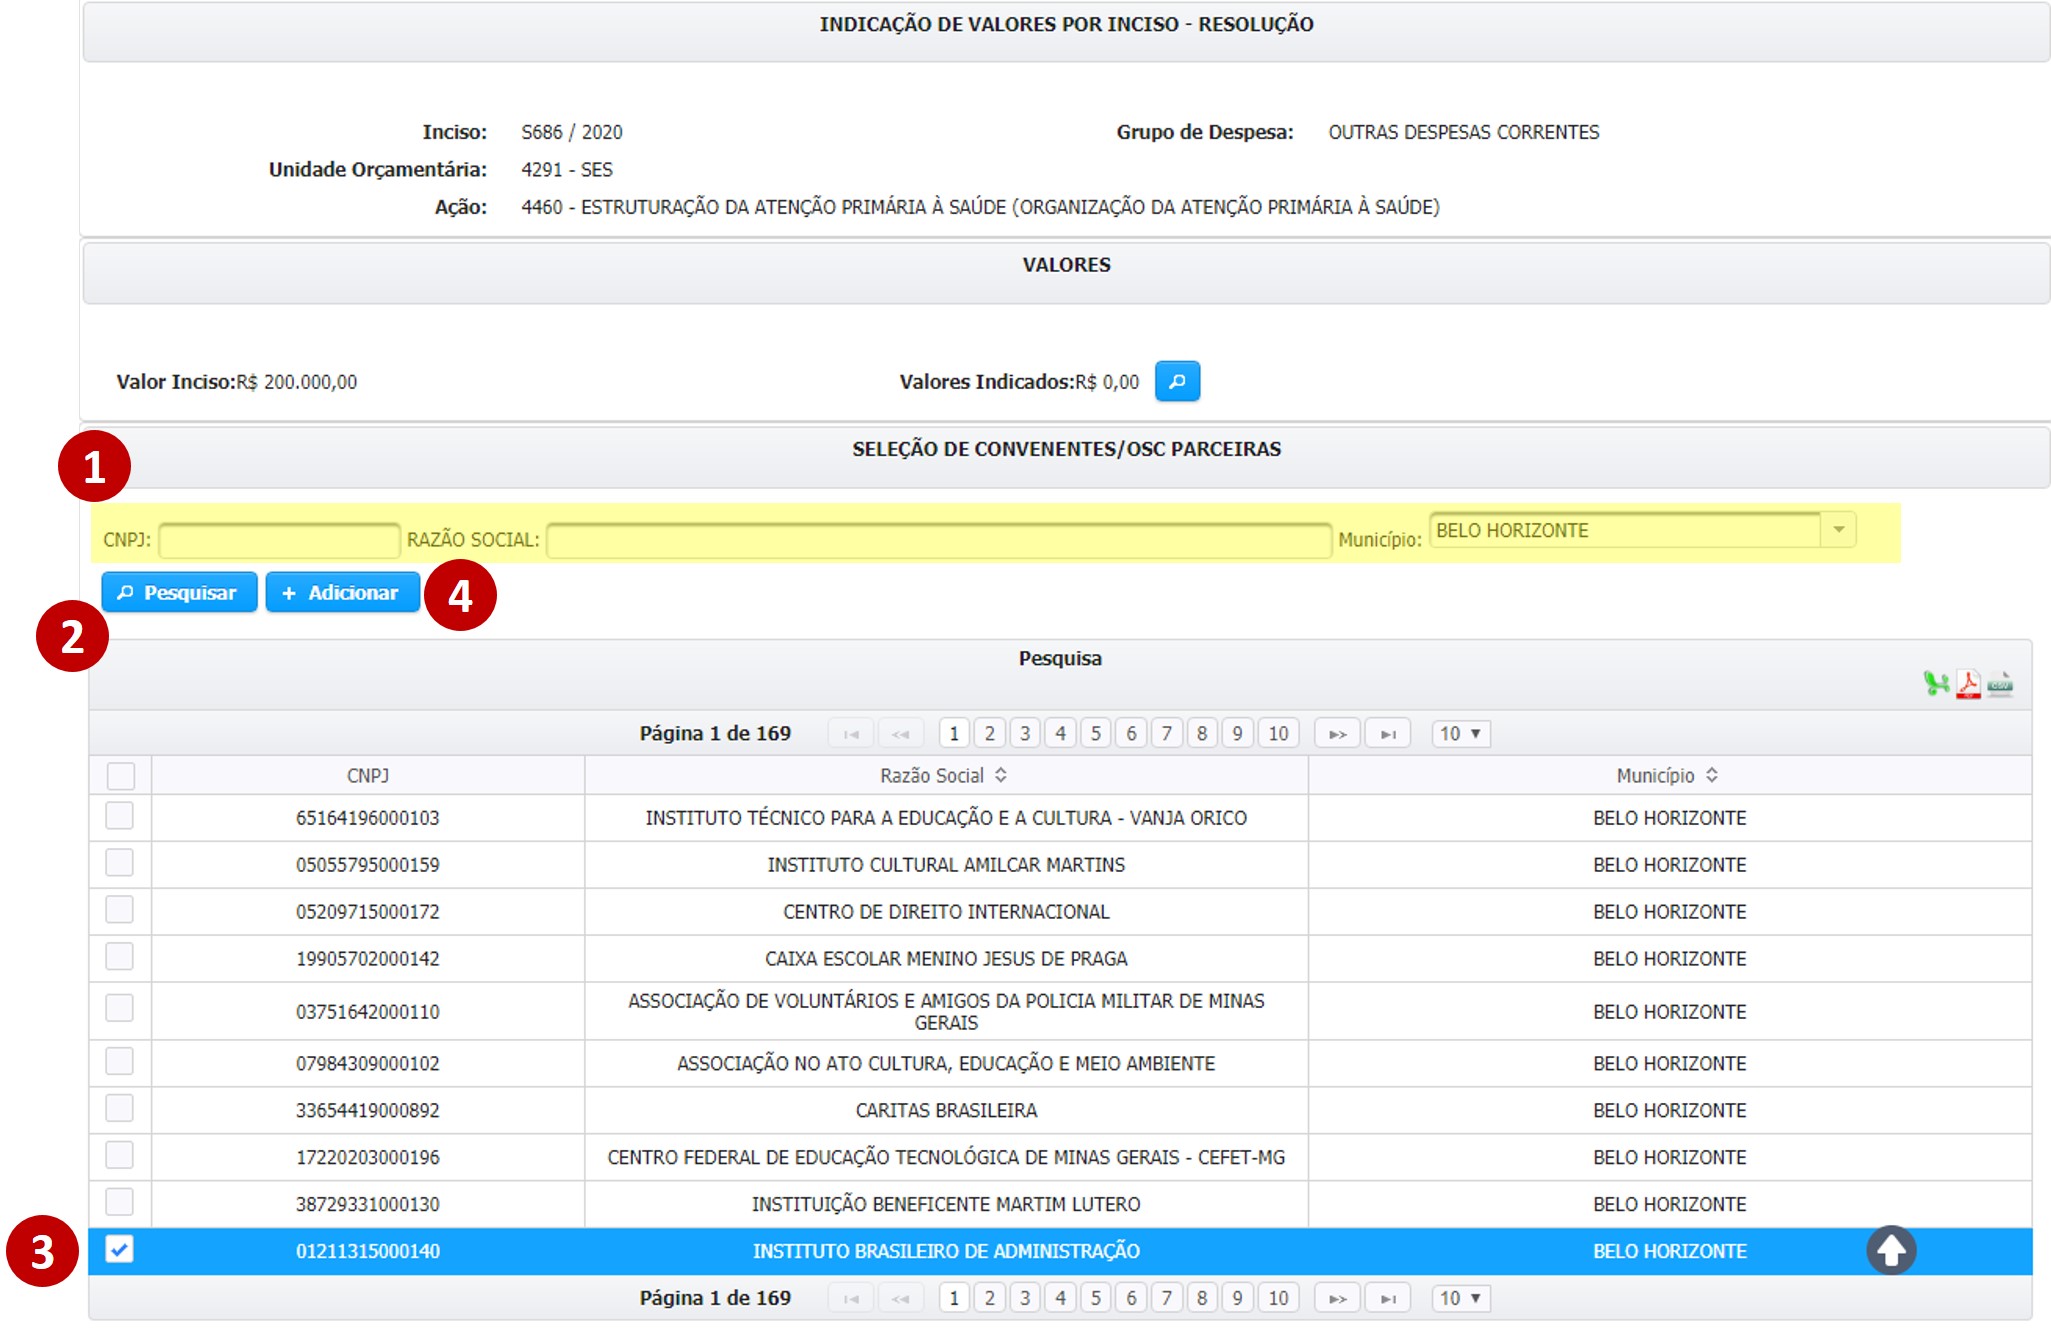 INDICAÇÃO DE VALORES POR INCISO - RESOLUÇÃO
Inciso: S686 / 2020 Grupo de Despesa: OUTRAS DESPESAS CORRENTES
Unidade Orçamentária: 4291 - SES
Ação: 4460 - ESTRUTURAÇÃO DA ATENÇÃO PRIMÁRIA À SAÚDE (ORGANIZAÇÃO DA ATENÇÃO PRIMÁRIA À SAÚDE)
VALORES
Valor Inciso:R$ 200.000,00 Valores Indicados:R$ 0,00
SELEÇÃO DE CONVENENTES/OSC PARCEIRAS
1
CNPJ: RAZÃO SOCIAL: Município: BELO HORIZONTE
Pesquisar + Adicionar 4
2
Pesquisa
PDF CSV
Página 1 de 169 1 2 3 4 5 6 7 8 9 10 10
CNPJ Razão Social Município
65164196000103 INSTITUTO TÉCNICO PARA A EDUCAÇÃO E A CULTURA - VANJA ORICO BELO HORIZONTE
05055795000159 INSTITUTO CULTURAL AMILCAR MARTINS BELO HORIZONTE
05209715000172 CENTRO DE DIREITO INTERNACIONAL BELO HORIZONTE
19905702000142 CAIXA ESCOLAR MENINO JESUS DE PRAGA BELO HORIZONTE
03751642000110 ASSOCIAÇÃO DE VOLUNTÁRIOS E AMIGOS DA POLICIA MILITAR DE MINAS
GERAIS BELO HORIZONTE
07984309000102 ASSOCIAÇÃO NO ATO CULTURA, EDUCAÇÃO E MEIO AMBIENTE BELO HORIZONTE
33654419000892 CARITAS BRASILEIRA BELO HORIZONTE
17220203000196 CENTRO FEDERAL DE EDUCAÇÃO TECNOLÓGICA DE MINAS GERAIS - CEFET-MG BELO HORIZONTE
38729331000130 INSTITUIÇÃO BENEFICENTE MARTIM LUTERO BELO HORIZONTE
3 01211315000140 INSTITUTO BRASILEIRO DE ADMINISTRAÇÃO BELO HORIZONTE
Página 1 de 169 1 2 3 4 5 6 7 8 9 10 10